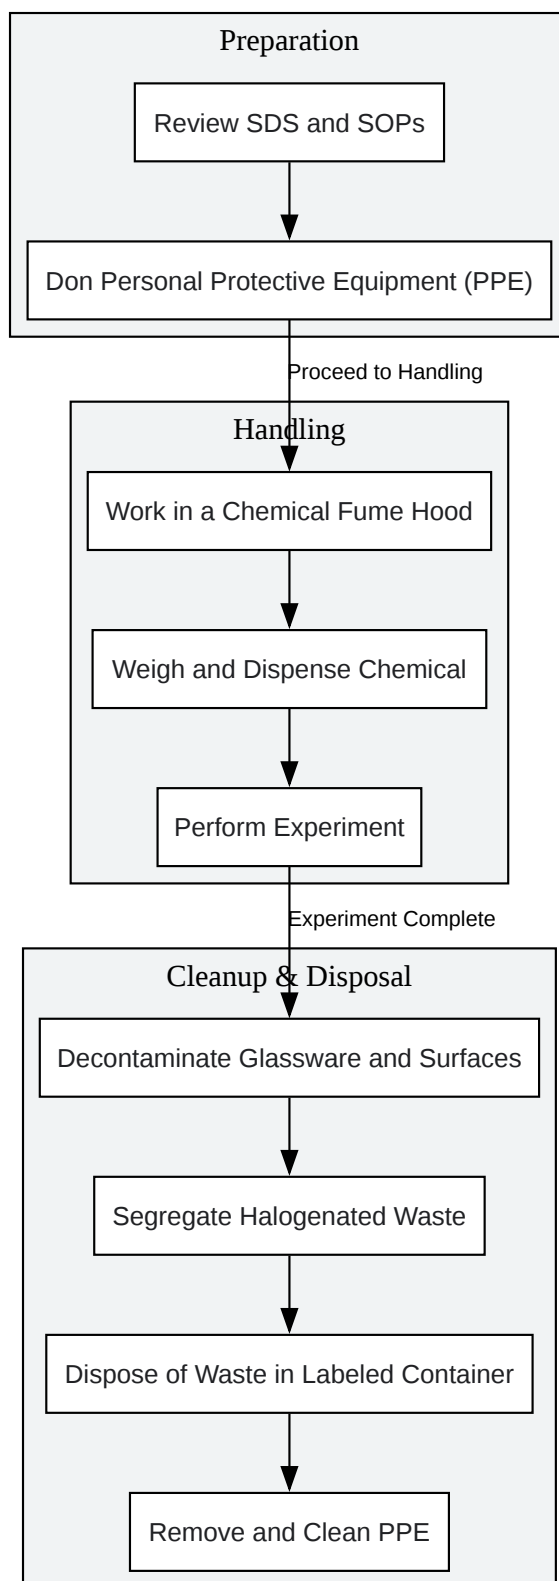 Preparation
Review SDS and SOPs
Don Personal Protective Equipment (PPE)
Proceed to Handling
Handling
Work in a Chemical Fume Hood
Weigh and Dispense Chemical
Perform Experiment
Experiment Complete
Cleanup & Disposal
Decontaminate Glassware and Surfaces
Segregate Halogenated Waste
Dispose of Waste in Labeled Container
Remove and Clean PPE